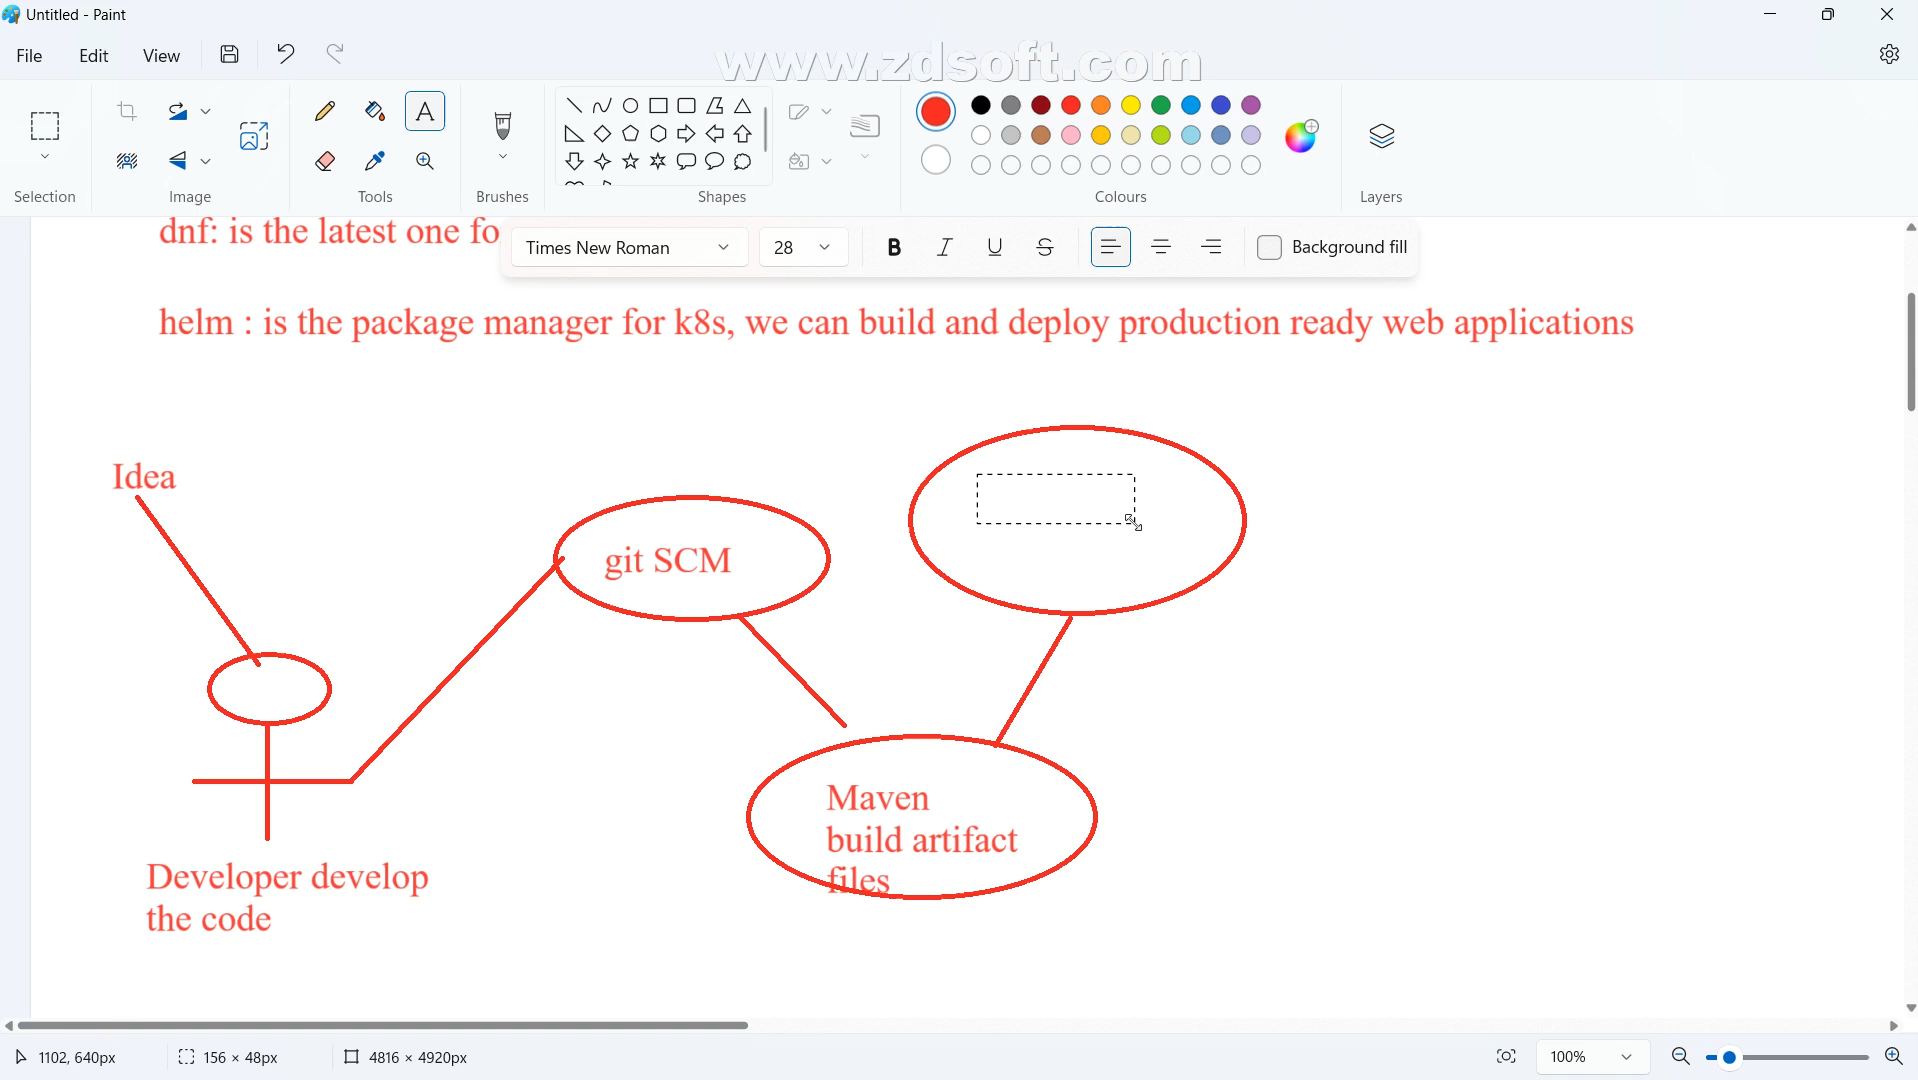 Untitled - Paint
File Edit View
www.zdsoft.com
Selection Image Tools Brushes Shapes Colours Layers
dnf: is the latest one fo
Times New Roman 28 B I U S Background fill
helm : is the package manager for k8s, we can build and deploy production ready web applications
Idea
git SCM
Maven
build artifact
files
Developer develop
the code
1102, 640px 156 × 48px 4816 × 4920px 100%